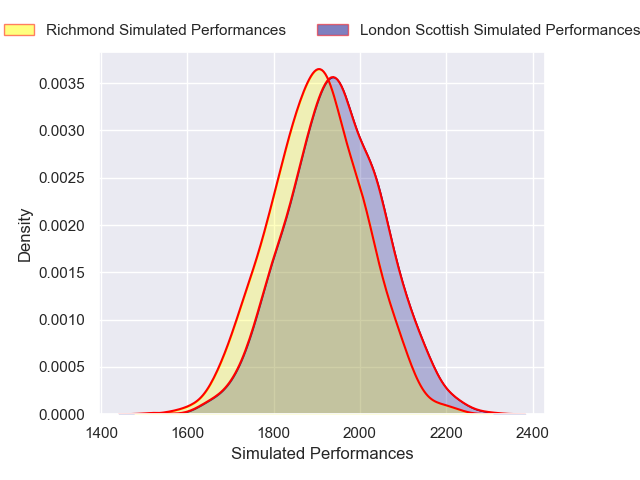 Richmond Simulated Performances London Scottish Simulated Performances
0.0035
0.0030
0.0025
0.0020
0.0015
0.0010
0.0005
0.0000
Density
1400 1600 1800 2000 2200 2400
Simulated Performances